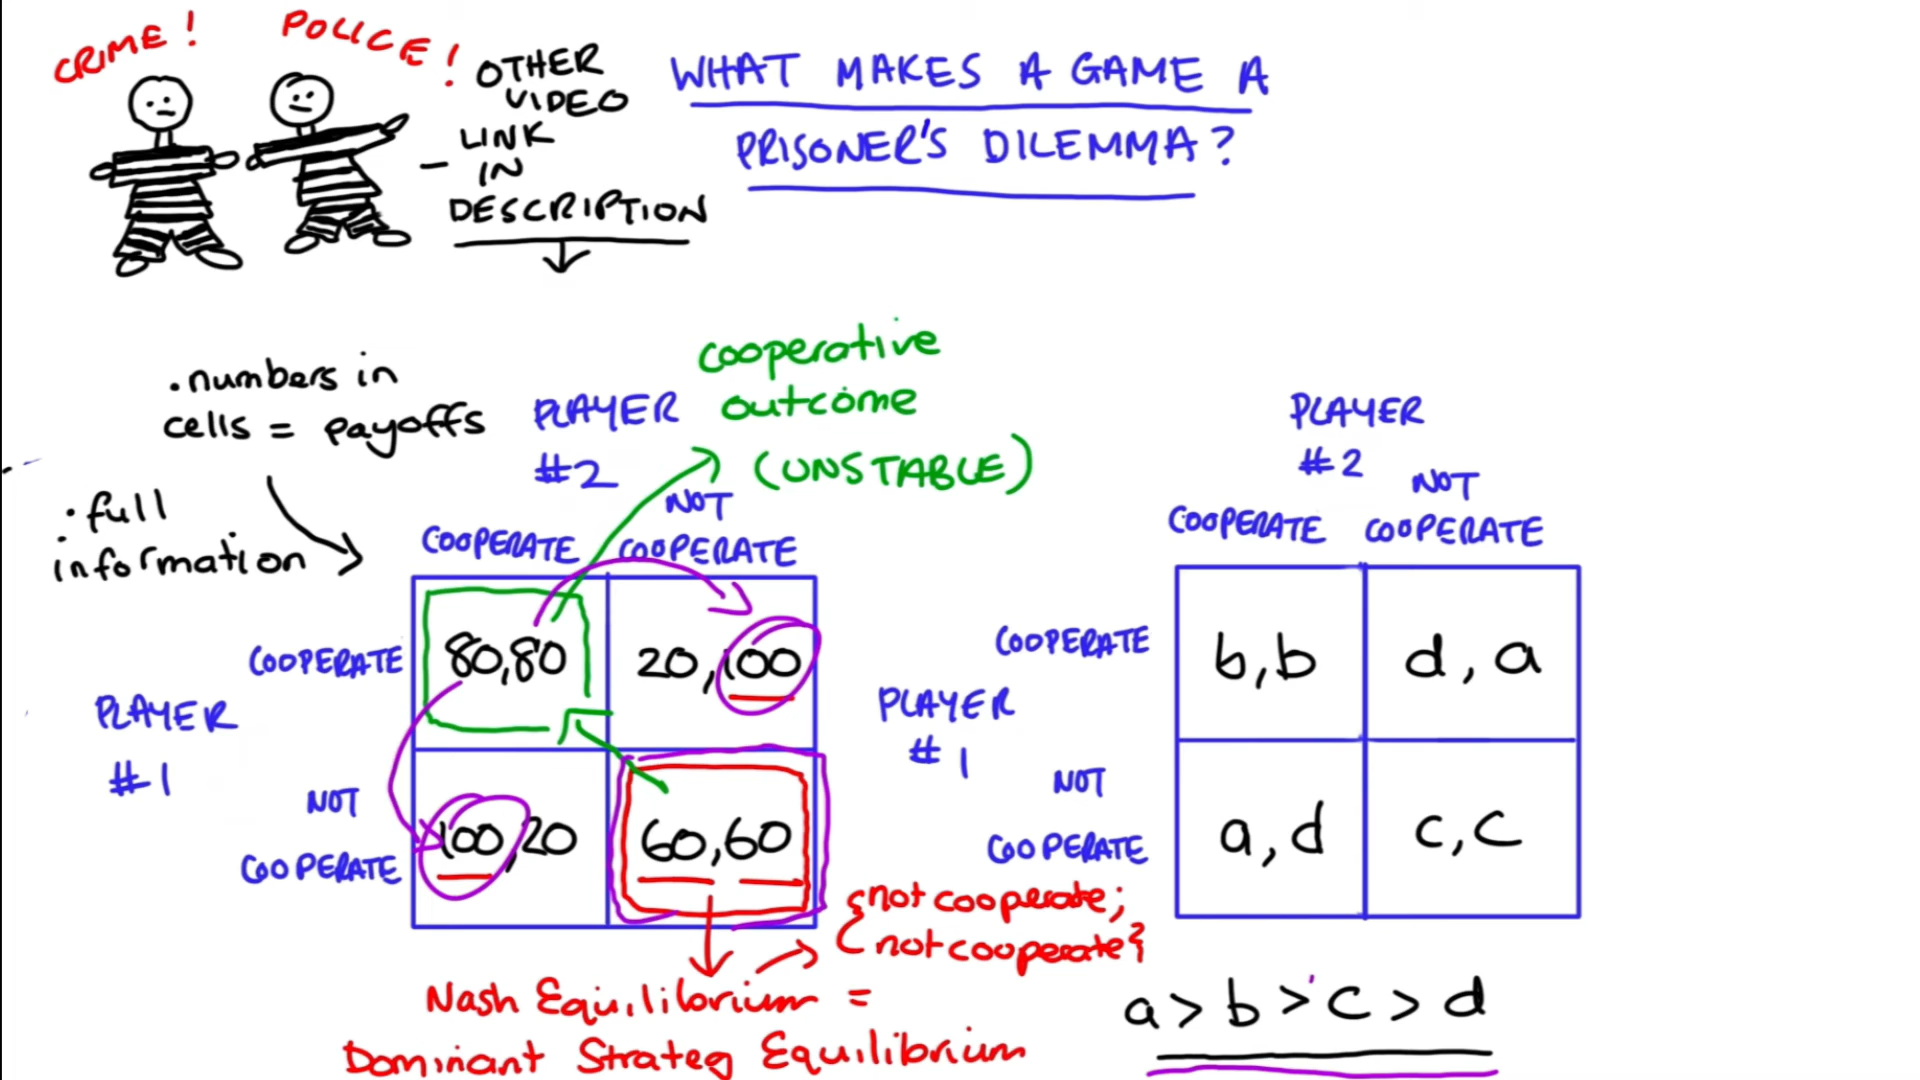 CRIME!
POLICE!
OTHER
VIDEO
- LINK
IN
DESCRIPTION
WHAT MAKES A GAME A
PRISONER'S DILEMMA?
. numbers in
cells = payoffs
. full
information
cooperative
outcome
(UNSTABLE)
PLAYER
#2
COOPERATE
NOT
COOPERATE
PLAYER
#1
COOPERATE
80,80
20,100
NOT
COOPERATE
100,20
60,60
{not cooperate;
not cooperate}
Nash Equilibrium =
Dominant Strateg Equilibrium
PLAYER
#2
COOPERATE
NOT
COOPERATE
PLAYER
#1
COOPERATE
b,b
d,a
NOT
COOPERATE
a,d
c,c
a > b > c > d